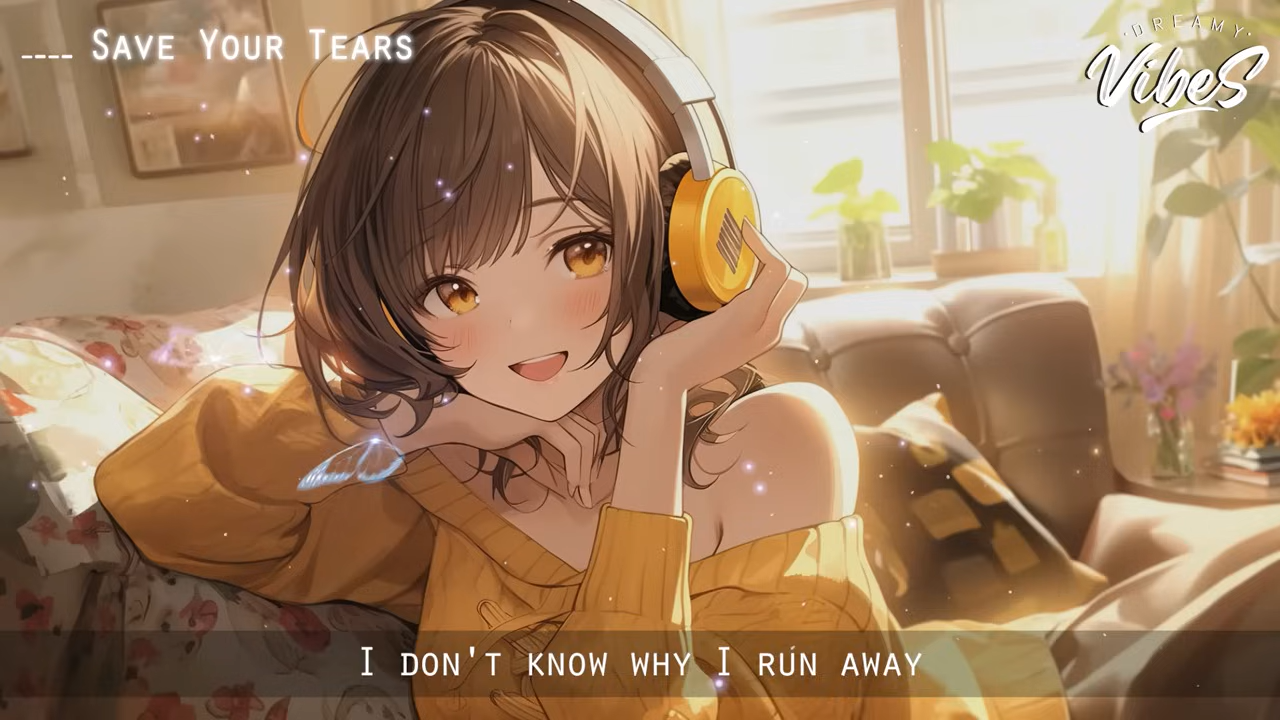 ---- Save Your Tears
·DREAMY·
Vibes
I DON'T KNOW WHY I RUN AWAY